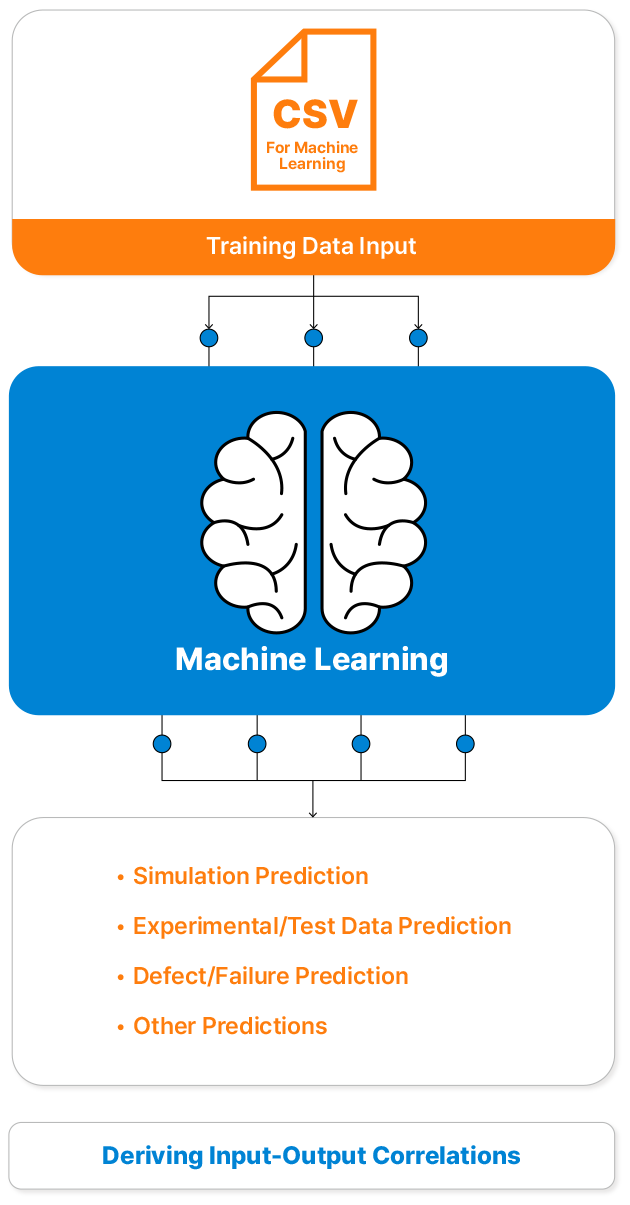 CSV
For Machine
Learning
Training Data Input
Machine Learning
• Simulation Prediction
• Experimental/Test Data Prediction
• Defect/Failure Prediction
• Other Predictions
Deriving Input-Output Correlations